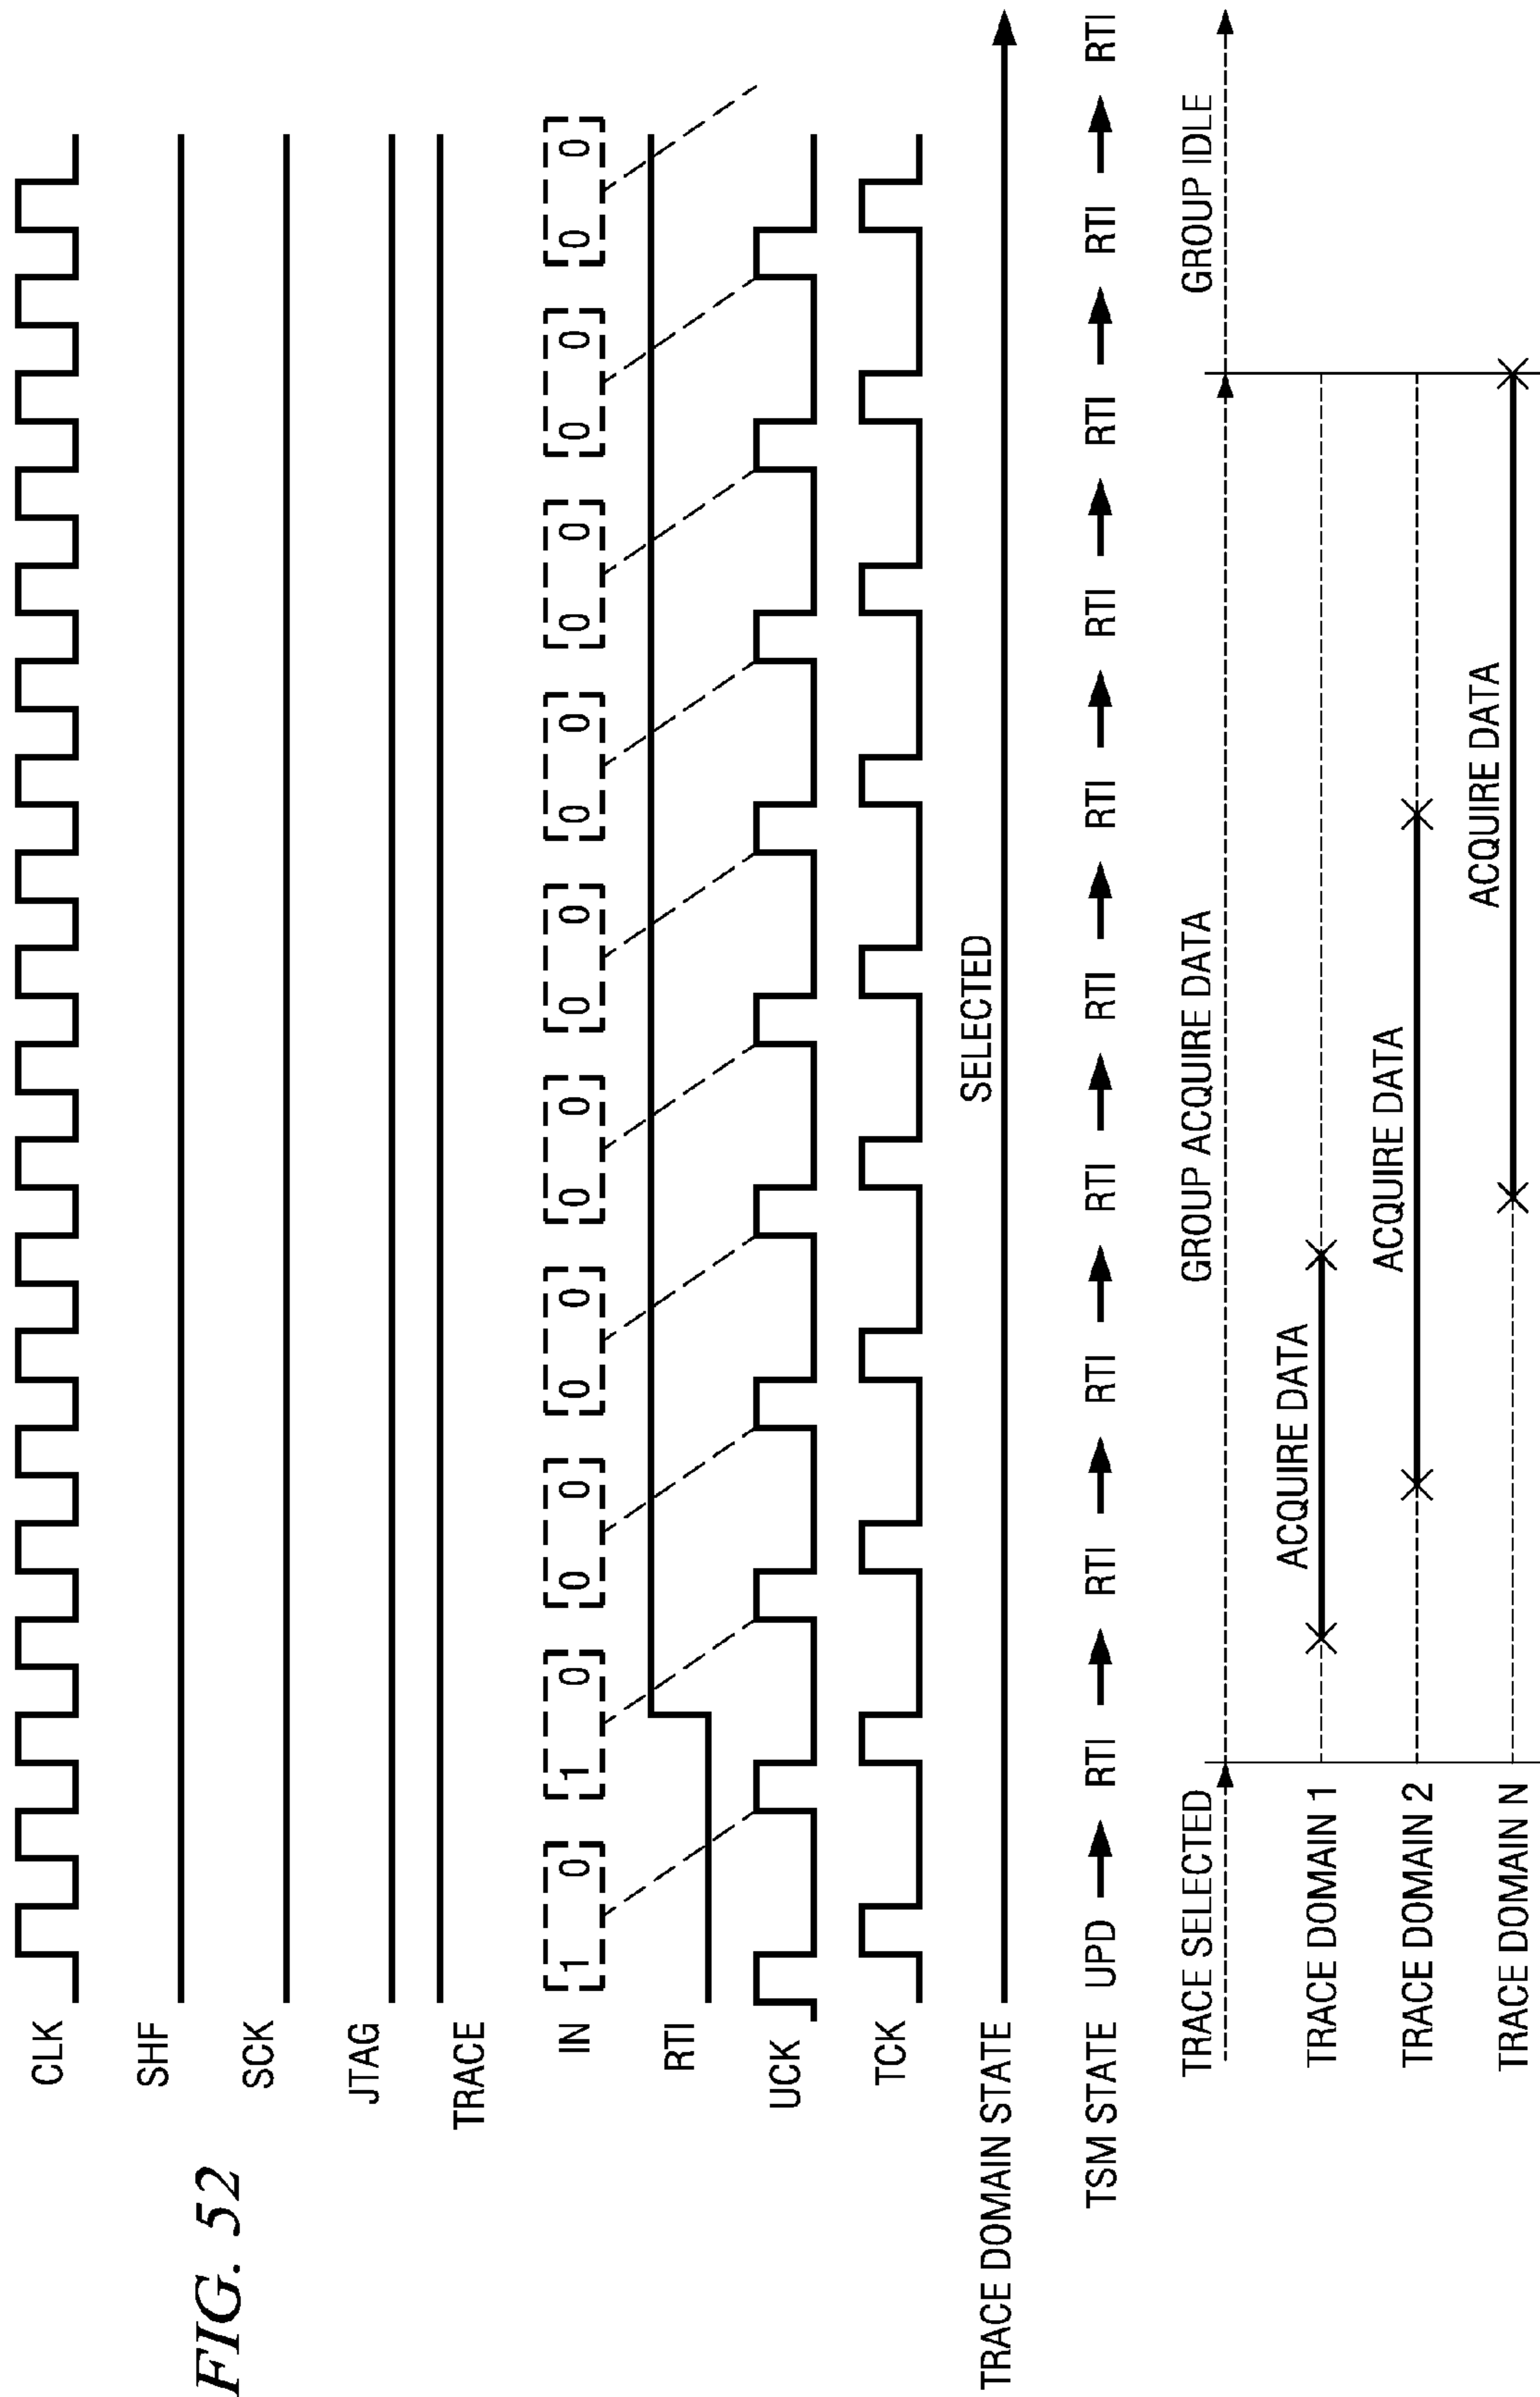 FIG. 52
CLK
SHF
SCK
JTAG
TRACE
IN 1 0 1 0 0 0 0 0 0 0 0 0 0 0 0 0 0 0 0 0
RTI
UCK
TCK
SELECTED
TRACE DOMAIN STATE
TSM STATE UPD RTI RTI RTI RTI RTI RTI RTI RTI RTI RTI
TRACE SELECTED GROUP ACQUIRE DATA GROUP IDLE
ACQUIRE DATA
TRACE DOMAIN 1
ACQUIRE DATA
TRACE DOMAIN 2
ACQUIRE DATA
TRACE DOMAIN N